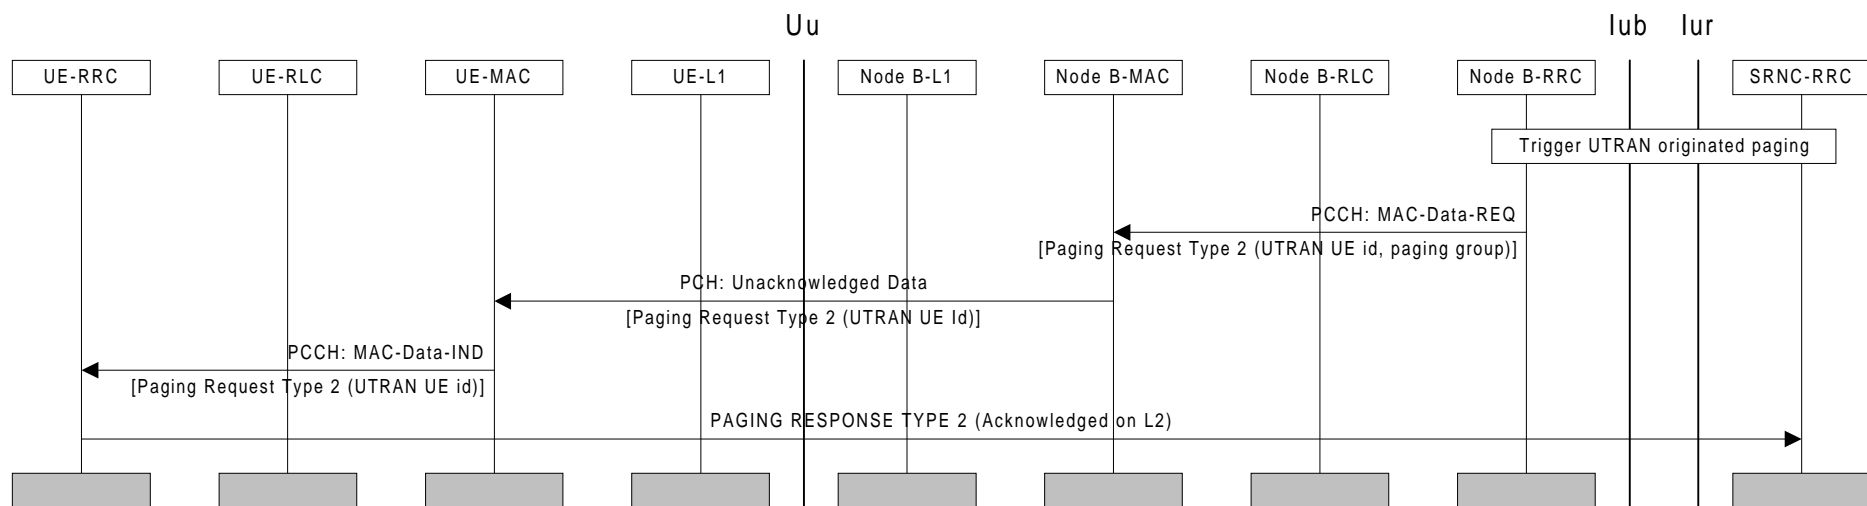 Uu
Iub
Iur
UE-RRC
UE-RLC
UE-MAC
UE-L1
Node B-L1
Node B-MAC
Node B-RLC
Node B-RRC
SRNC-RRC
Trigger UTRAN originated paging
PCCH: MAC-Data-REQ
[Paging Request Type 2 (UTRAN UE id, paging group)]
PCH: Unacknowledged Data
[Paging Request Type 2 (UTRAN UE Id)]
PCCH: MAC-Data-IND
[Paging Request Type 2 (UTRAN UE id)]
PAGING RESPONSE TYPE 2 (Acknowledged on L2)